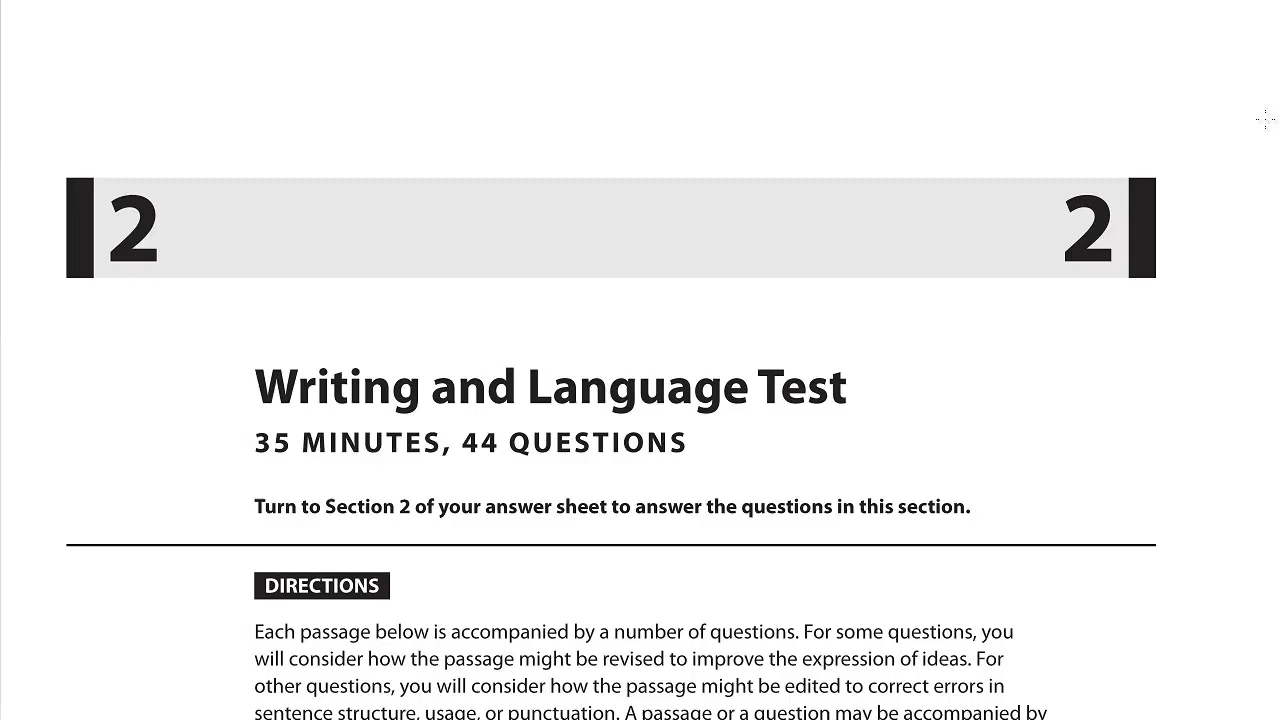 2 2
Writing and Language Test
35 MINUTES, 44 QUESTIONS
Turn to Section 2 of your answer sheet to answer the questions in this section.
DIRECTIONS
Each passage below is accompanied by a number of questions. For some questions, you
will consider how the passage might be revised to improve the expression of ideas. For
other questions, you will consider how the passage might be edited to correct errors in
sentence structure, usage, or punctuation. A passage or a question may be accompanied by